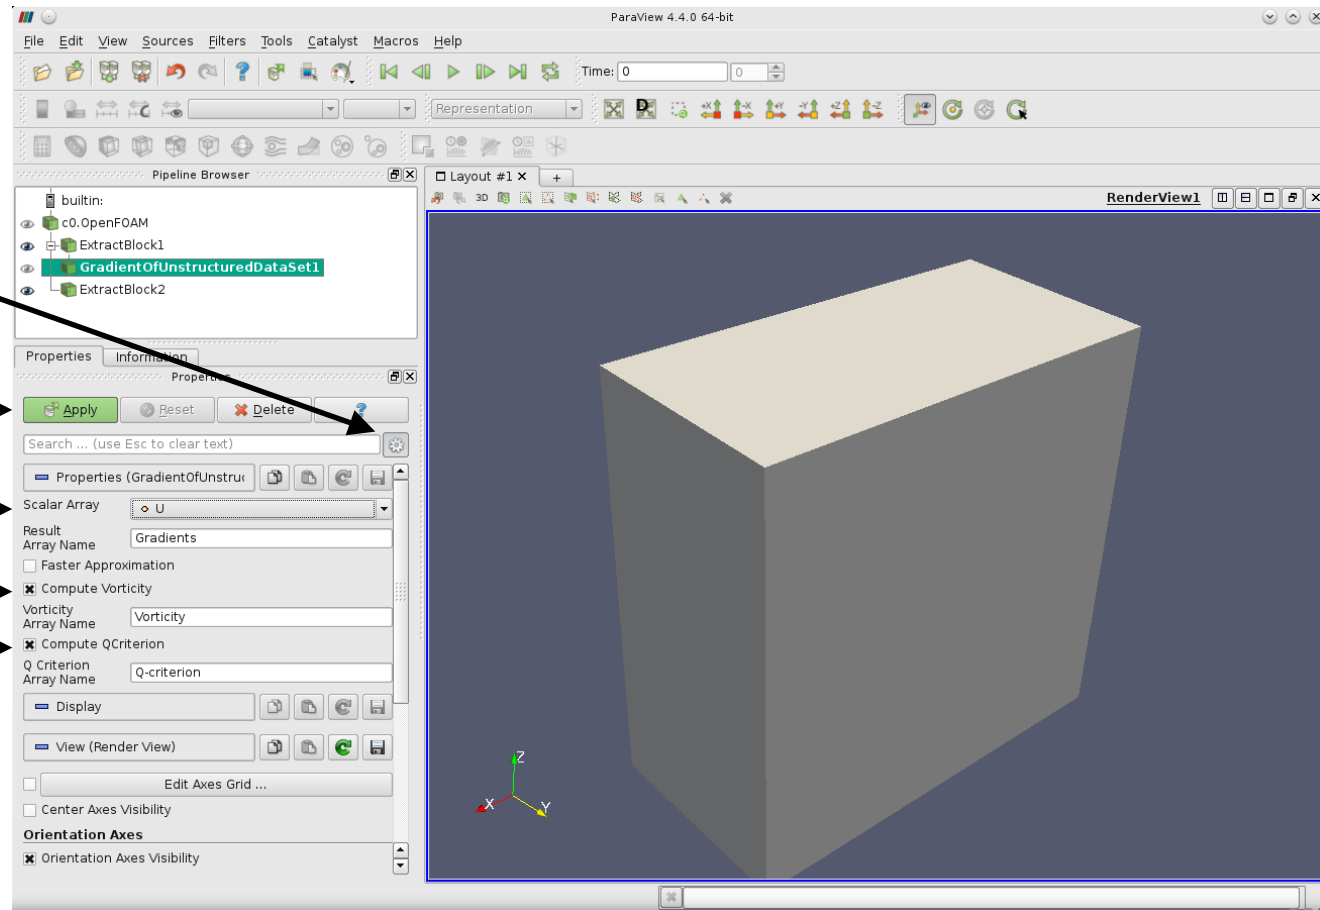 ParaView 4.4.0 64-bit
File Edit View Sources Filters Tools Catalyst Macros Help
Time: 0 0
Representation
Pipeline Browser
Layout #1
builtin:
3D
RenderView1
c0.OpenFOAM
ExtractBlock1
GradientOfUnstructuredDataSet1
ExtractBlock2
Properties Information
Properties
Apply Reset Delete ?
Search ... (use Esc to clear text)
Properties (GradientOfUnstruc
Scalar Array U
Result
Array Name Gradients
Faster Approximation
Compute Vorticity
Vorticity
Array Name Vorticity
Compute QCriterion
Q Criterion
Array Name Q-criterion
Display
View (Render View)
Z
Edit Axes Grid ...
X Y
Center Axes Visibility
Orientation Axes
Orientation Axes Visibility